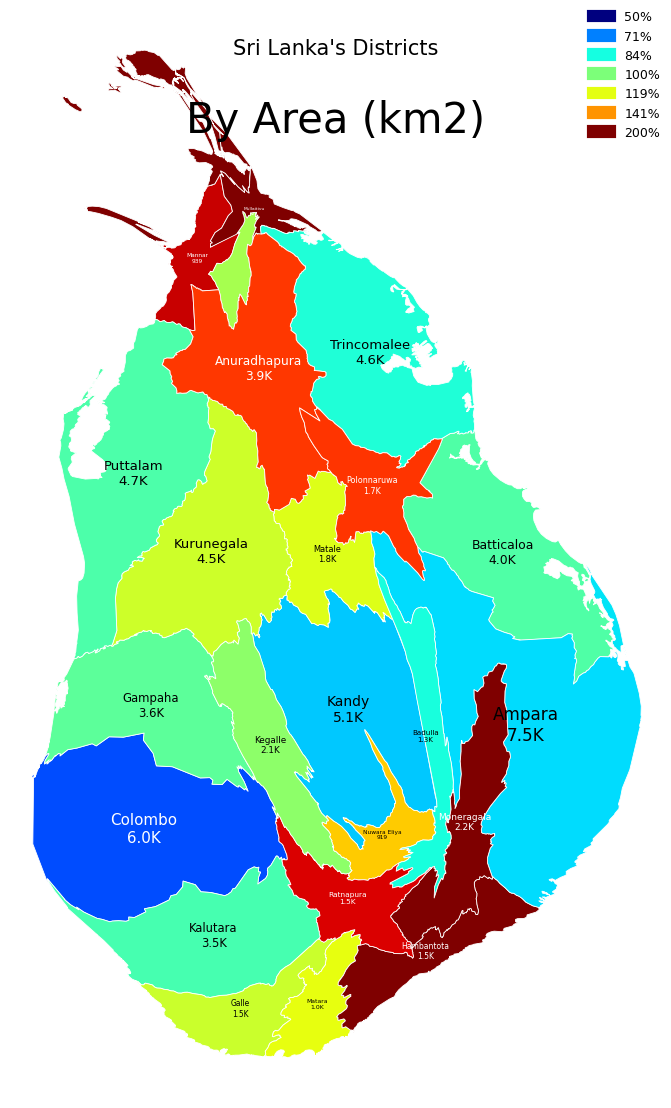 Sri Lanka's Districts
By Area (km2)
50%
71%
84%
100%
119%
141%
200%
Mullaitivu
Mannar
939
Trincomalee
4.6K
Anuradhapura
3.9K
Puttalam
4.7K
Polonnaruwa
1.7K
Kurunegala
4.5K
Matale
1.8K
Batticaloa
4.0K
Gampaha
3.6K
Kandy
5.1K
Ampara
7.5K
Kegalle
2.1K
Badulla
1.3K
Colombo
6.0K
Nuwara Eliya
919
Moneragala
2.2K
Ratnapura
1.5K
Kalutara
3.5K
Hambantota
1.5K
Galle
1.5K
Matara
1.0K